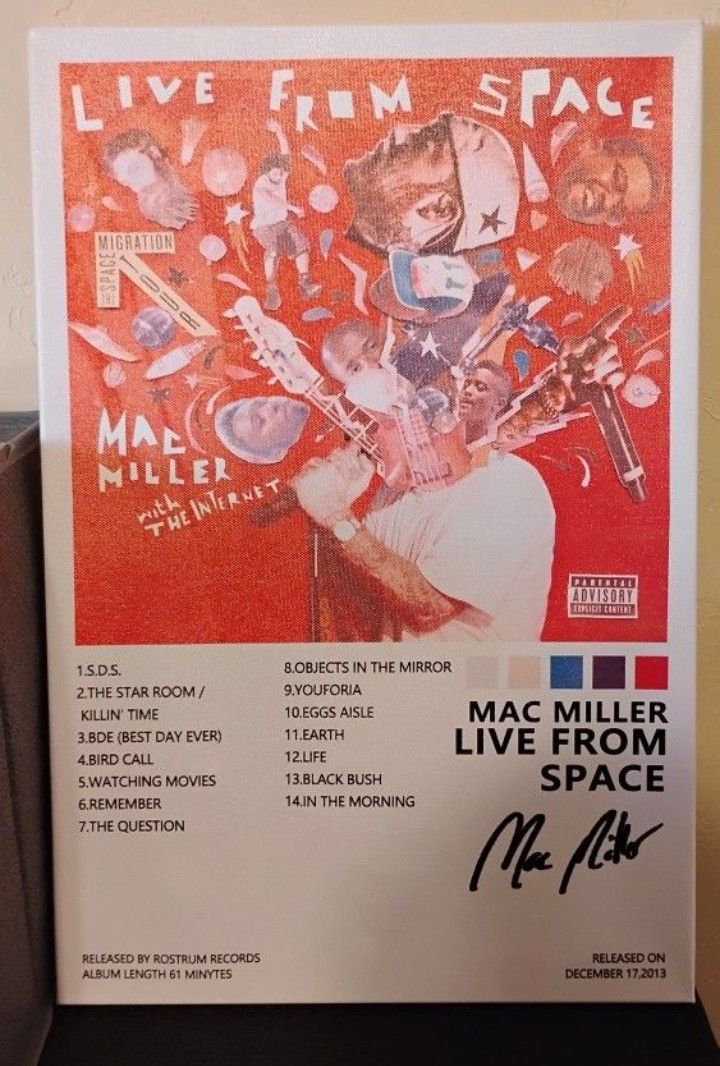 LIVE FROM SPACE
MIGRATION
THE SPACE
TOUR
MAC
MILLER
with
THE INTERNET
PARENTAL
ADVISORY
EXPLICIT CONTENT
1.S.D.S.
2.THE STAR ROOM /
KILLIN' TIME
3.BDE (BEST DAY EVER)
4.BIRD CALL
5.WATCHING MOVIES
6.REMEMBER
7.THE QUESTION
8.OBJECTS IN THE MIRROR
9.YOUFORIA
10.EGGS AISLE
11.EARTH
12.LIFE
13.BLACK BUSH
14.IN THE MORNING
MAC MILLER
LIVE FROM
SPACE
Mac Miller
RELEASED BY ROSTRUM RECORDS
ALBUM LENGTH 61 MINYTES
RELEASED ON
DECEMBER 17,2013